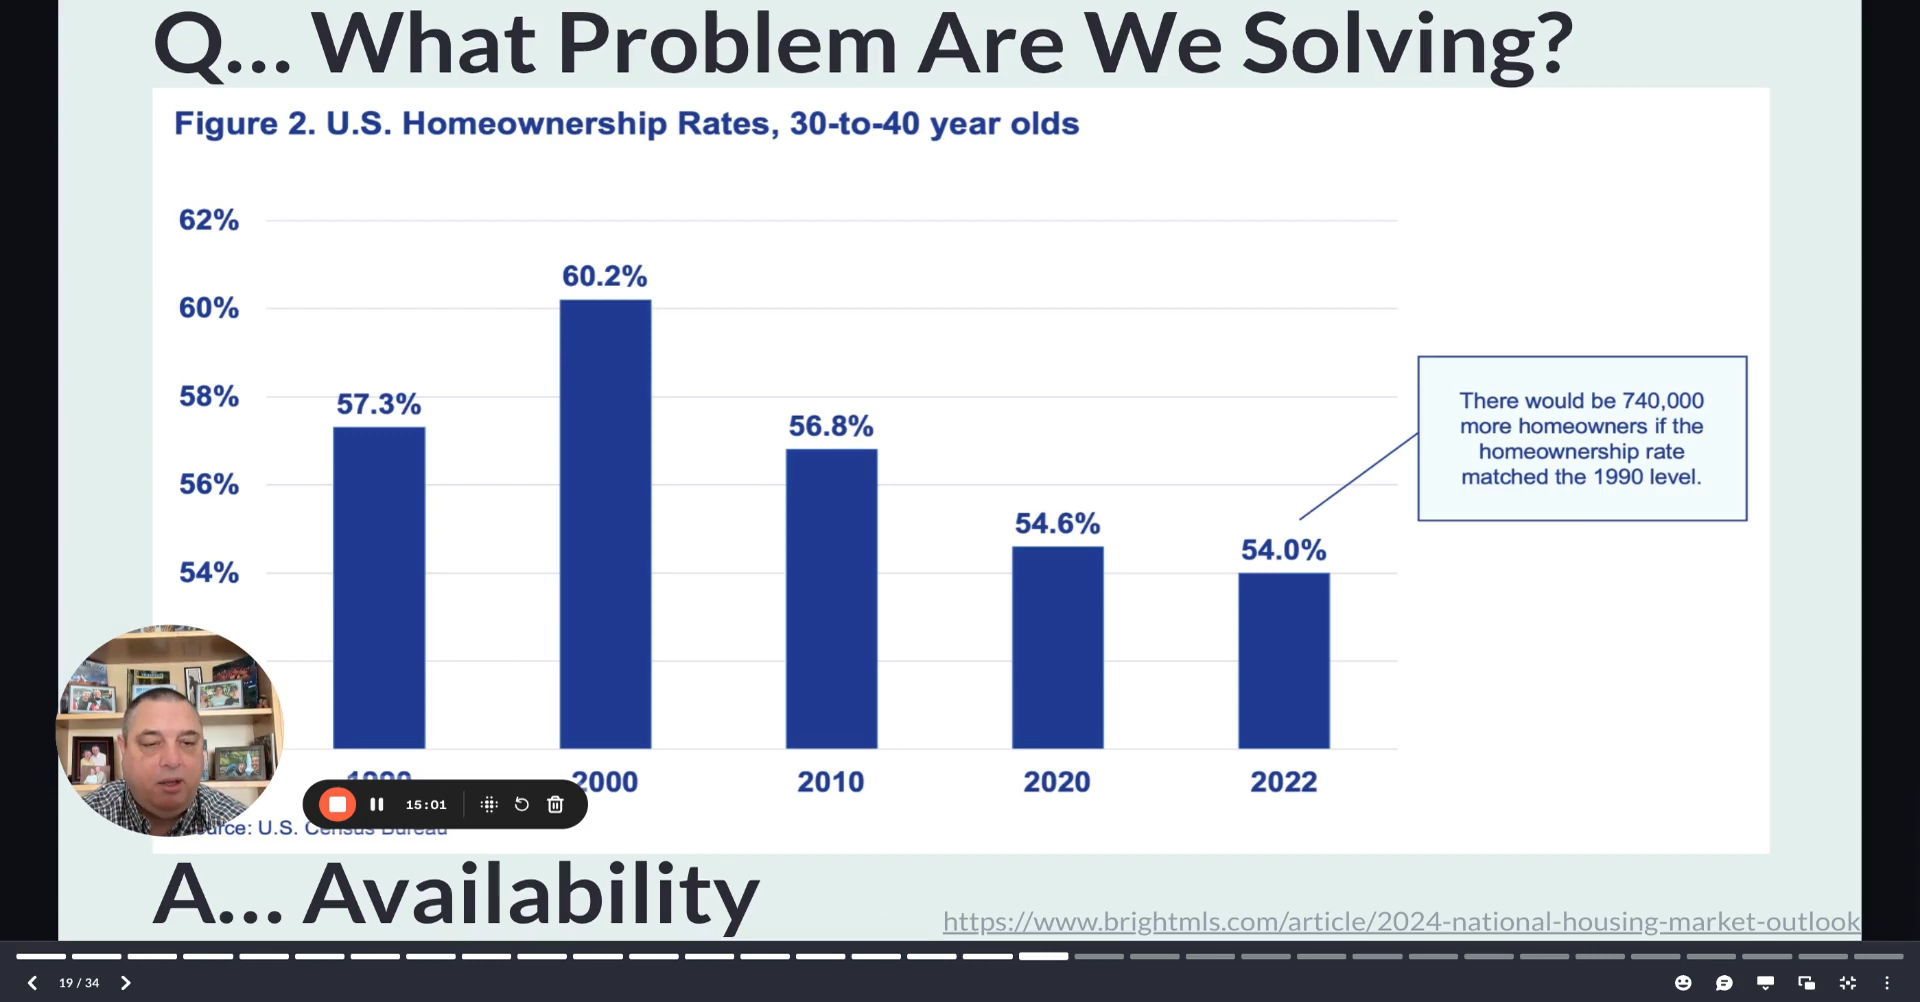 Q... What Problem Are We Solving?
Figure 2. U.S. Homeownership Rates, 30-to-40 year olds
62%
60%
58%
56%
54%
57.3%
60.2%
56.8%
54.6%
54.0%
There would be 740,000
more homeowners if the
homeownership rate
matched the 1990 level.
1990
2000
2010
2020
2022
15:01
U.S. Census Bureau
A... Availability
https://www.brightmls.com/article/2024-national-housing-market-outlook
19 / 34